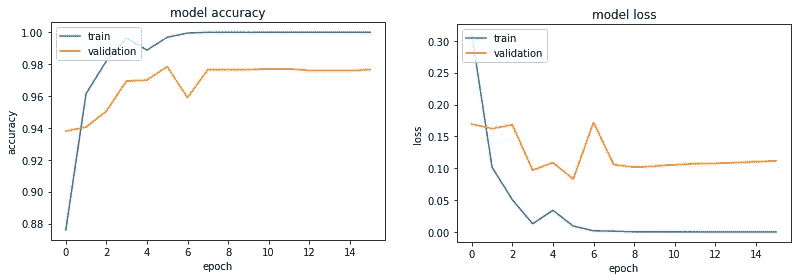 model accuracy
train
validation
1.00
0.98
0.96
0.94
0.92
0.90
0.88
accuracy
0 2 4 6 8 10 12 14
epoch
model loss
train
validation
0.30
0.25
0.20
0.15
0.10
0.05
0.00
loss
0 2 4 6 8 10 12 14
epoch